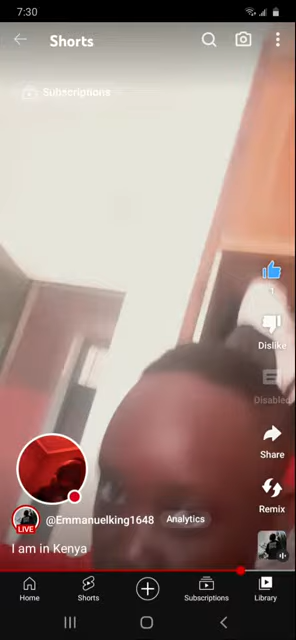 7:30
Shorts
Subscriptions
1
Dislike
Disabled
Share
@Emmanuelking1648 Analytics
LIVE
Remix
I am in Kenya
Home Shorts Subscriptions Library